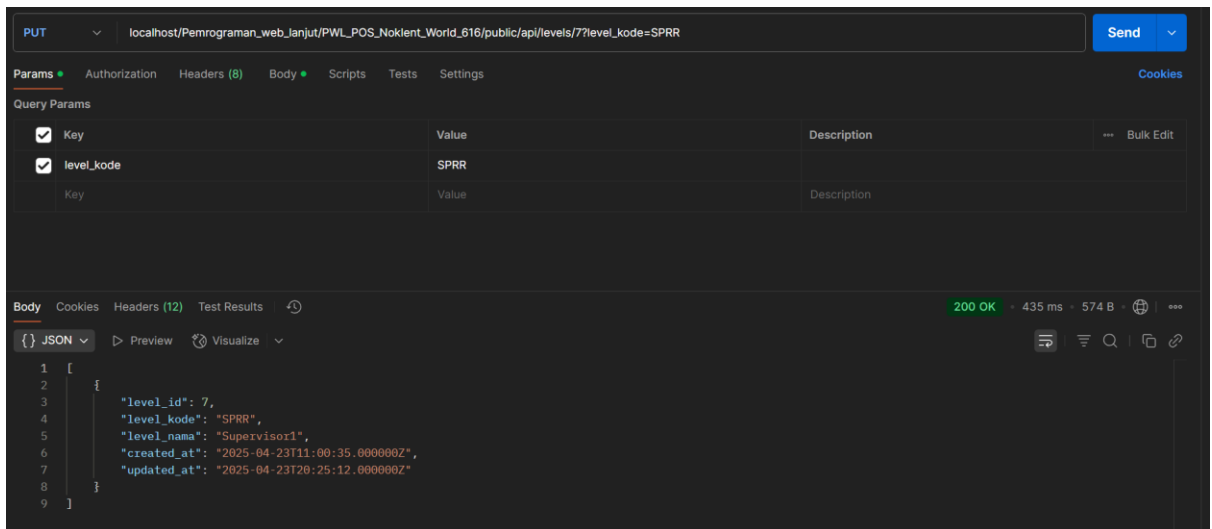 PUT localhost/Pemrograman_web_lanjut/PWL_POS_Noklent_World_616/public/api/levels/7?level_kode=SPRR Send
Params Authorization Headers (8) Body Scripts Tests Settings Cookies
Query Params
Key Value Description Bulk Edit
level_kode SPRR
Key Value Description
Body Cookies Headers (12) Test Results 200 OK 435 ms 574 B
{} JSON Preview Visualize
1 [
2 {
3 "level_id": 7,
4 "level_kode": "SPRR",
5 "level_nama": "Supervisor1",
6 "created_at": "2025-04-23T11:00:35.000000Z",
7 "updated_at": "2025-04-23T20:25:12.000000Z"
8 }
9 ]